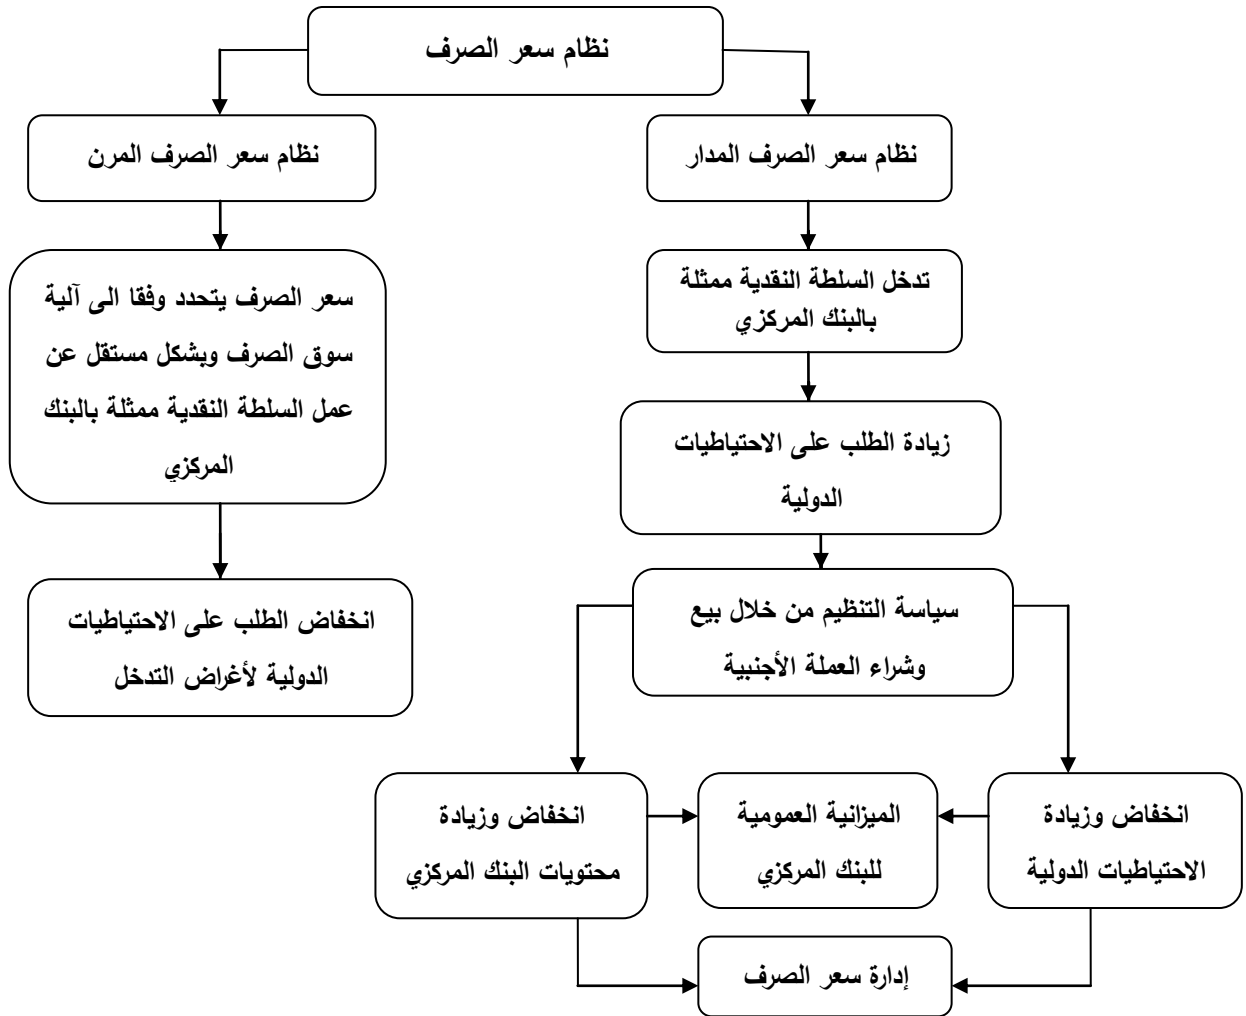 نظام سعر الصرف
نظام سعر الصرف المدار
نظام سعر الصرف المرن
تدخل السلطة النقدية ممثلة
بالبنك المركزي
سعر الصرف يتحدد وفقا الى آلية
سوق الصرف وبشكل مستقل عن
عمل السلطة النقدية ممثلة بالبنك
المركزي
زيادة الطلب على الاحتياطيات
الدولية
انخفاض الطلب على الاحتياطيات
الدولية لأغراض التدخل
سياسة التنظيم من خلال بيع
وشراء العملة الأجنبية
انخفاض وزيادة
الاحتياطيات الدولية
الميزانية العمومية
للبنك المركزي
انخفاض وزيادة
محتويات البنك المركزي
إدارة سعر الصرف